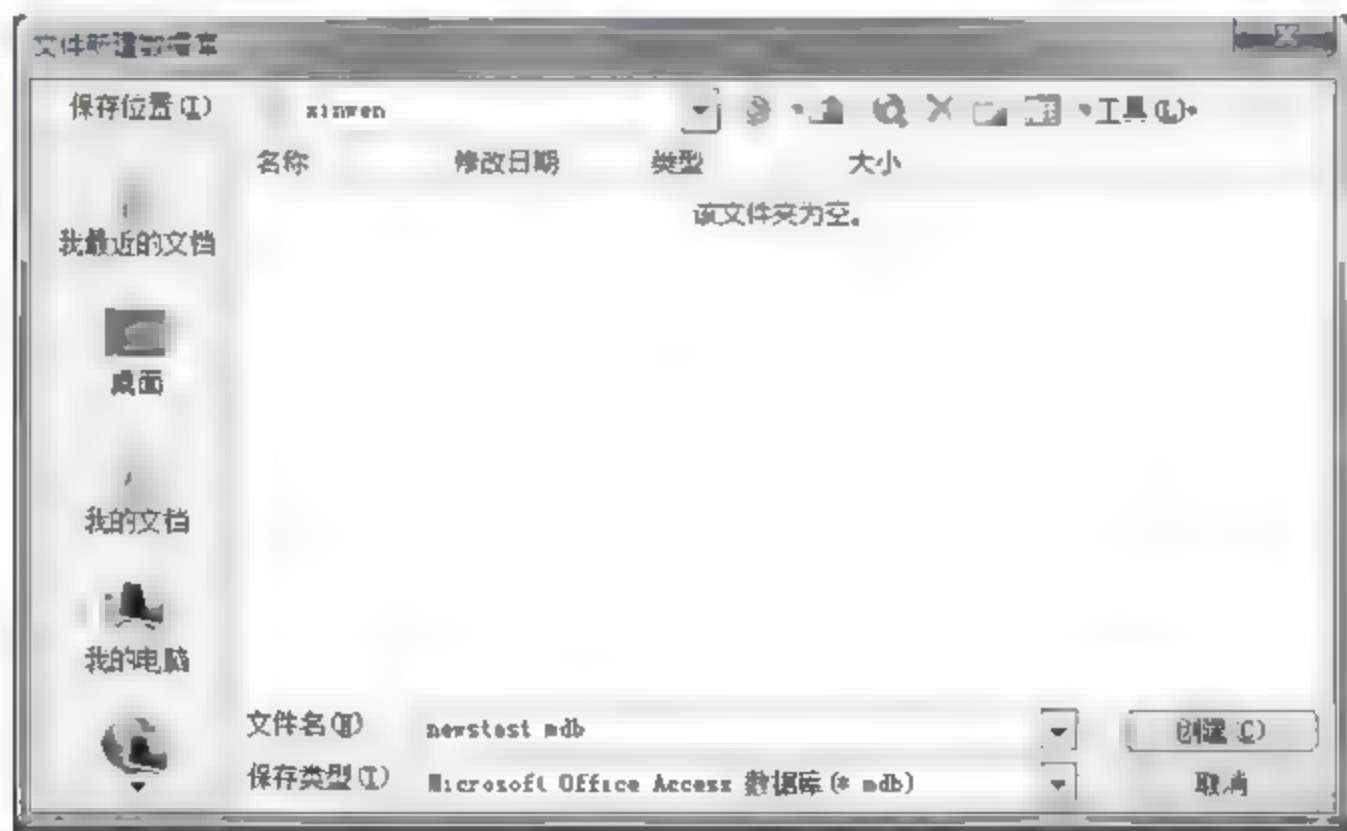 文件新建数据库
保存位置(I) xinwen 工具(L)
名称 修改日期 类型 大小
该文件夹为空。
我最近的文档
桌面
我的文档
我的电脑
文件名(N) newstest mdb 创建(C)
保存类型(T) Microsoft Office Access 数据库(* mdb) 取消